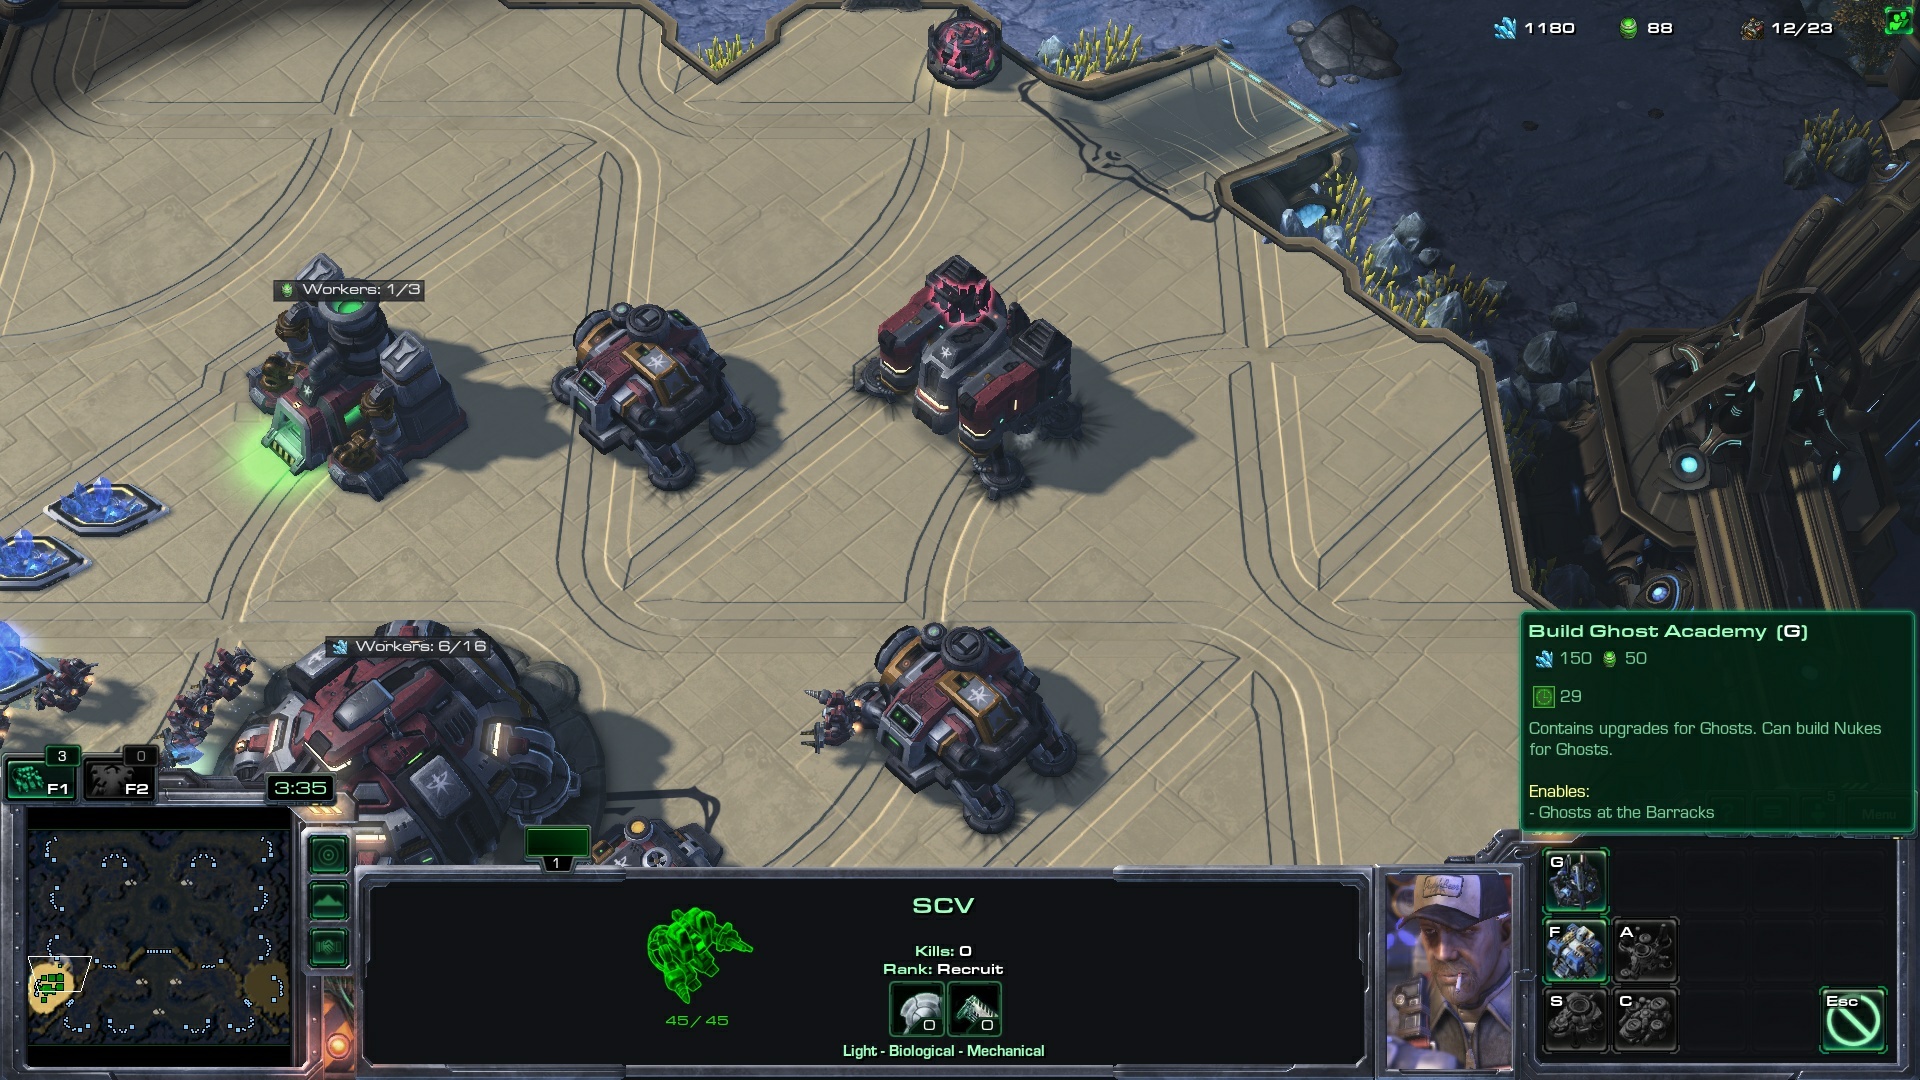 1180 88 12/23
Workers: 1/3
Workers: 6/16
Build Ghost Academy (G)
150 50
29
Contains upgrades for Ghosts. Can build Nukes
for Ghosts.
Enables:
- Ghosts at the Barracks
3 0
F1 F2
3:35
1
SCV
Kills: 0
Rank: Recruit
45/45
0 0
Light - Biological - Mechanical
G
F A
S C Esc